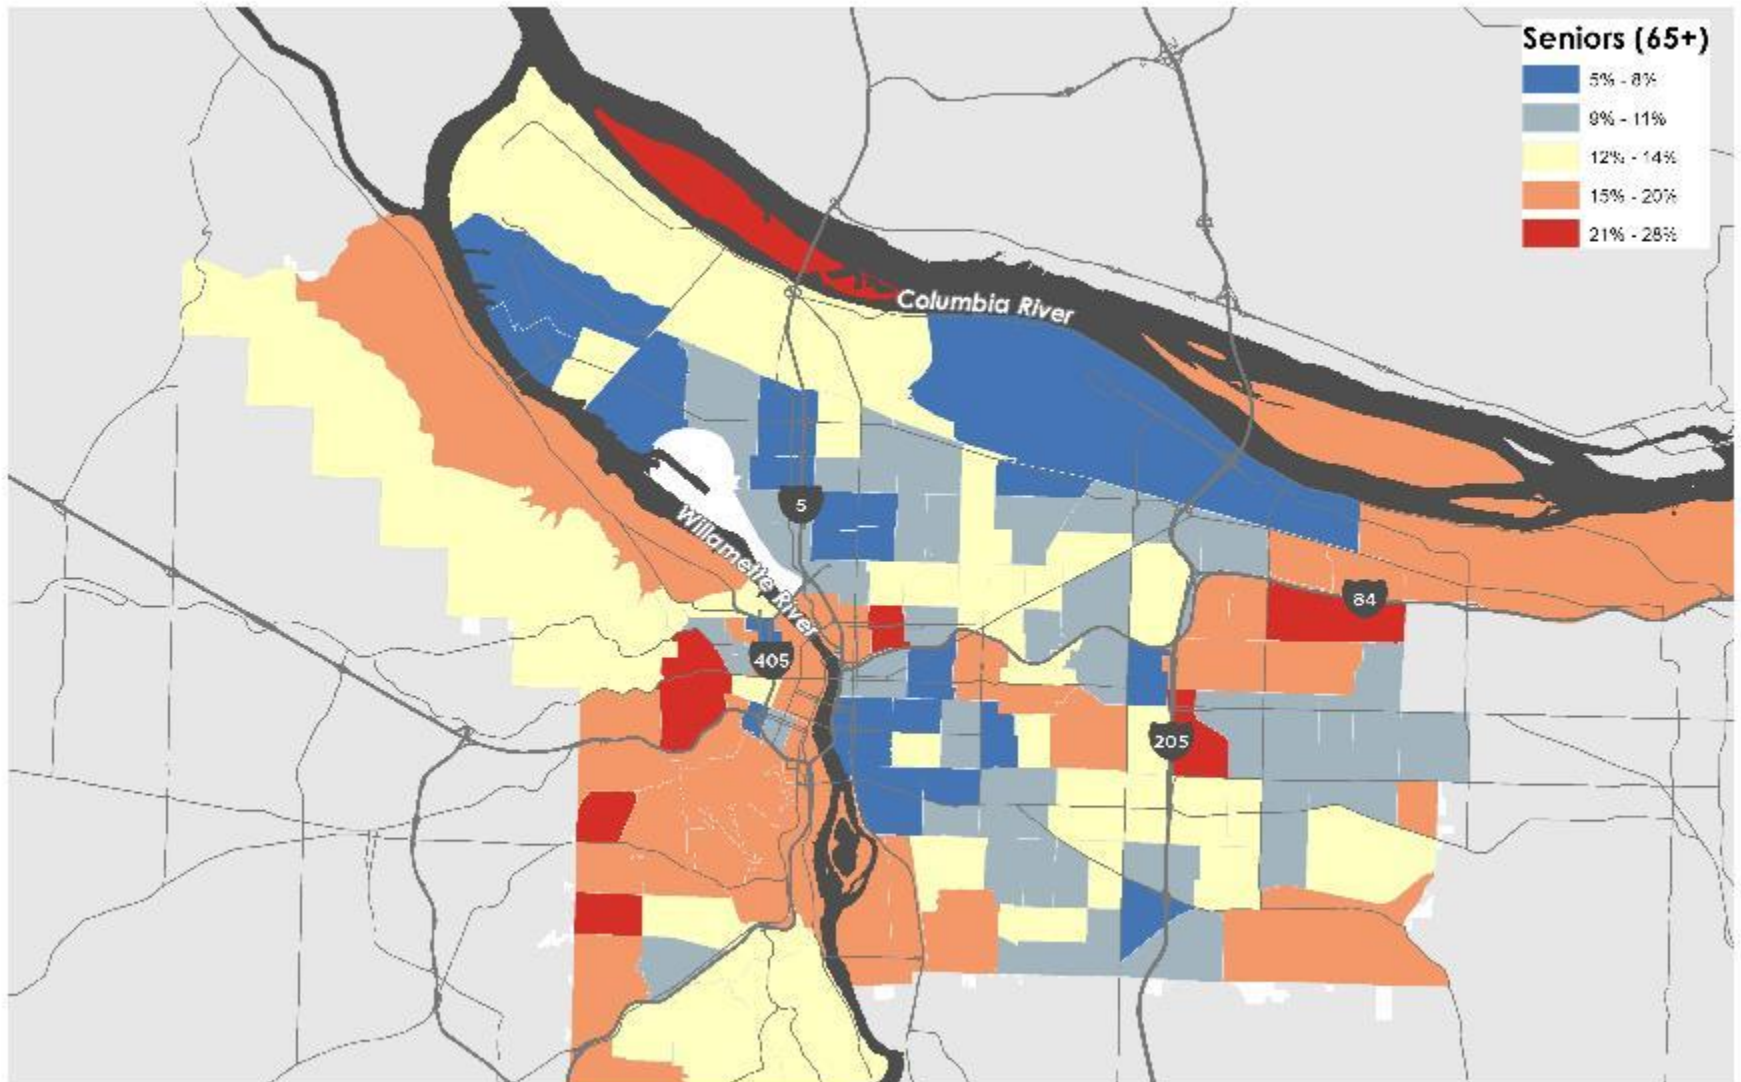 Seniors (65+)
5% - 8%
9% - 11%
12% - 14%
15% - 20%
21% - 28%
Columbia River
5
Willamette River
84
405
205